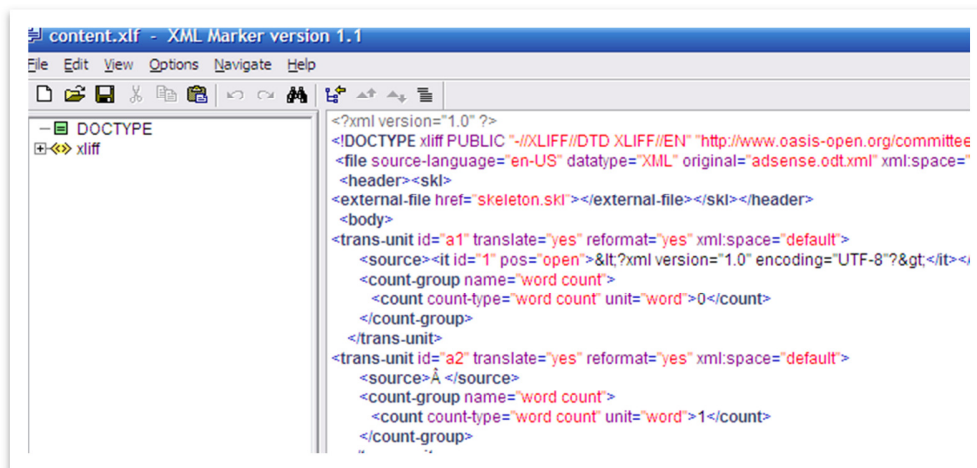 content.xlf - XML Marker version 1.1
File Edit View Options Navigate Help
DOCTYPE
xliff
<?xml version="1.0" ?>
<!DOCTYPE xliff PUBLIC "-//XLIFF//DTD XLIFF//EN" "http://www.oasis-open.org/committee
<file source-language="en-US" datatype="XML" original="adsense.odt.xml" xml:space="
<header><skl>
<external-file href="skeleton.skl"></external-file></skl></header>
<body>
<trans-unit id="a1" translate="yes" reformat="yes" xml:space="default">
<source><it id="1" pos="open">&lt;?xml version="1.0" encoding="UTF-8"?&gt;</it></
<count-group name="word count">
<count count-type="word count" unit="word">0</count>
</count-group>
</trans-unit>
<trans-unit id="a2" translate="yes" reformat="yes" xml:space="default">
<source>Â </source>
<count-group name="word count">
<count count-type="word count" unit="word">1</count>
</count-group>